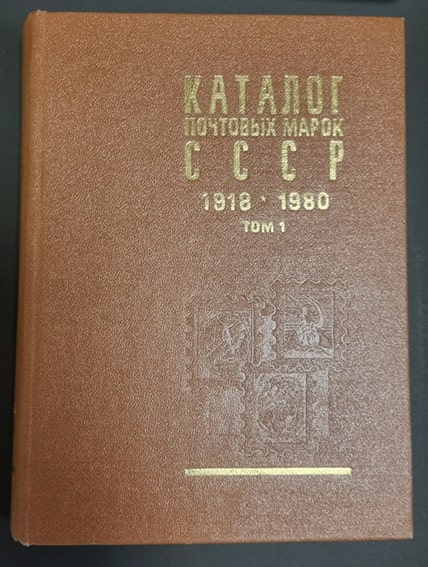 КАТАЛОГ
ПОЧТОВЫХ МАРОК
СССР
1918 * 1980
ТОМ 1